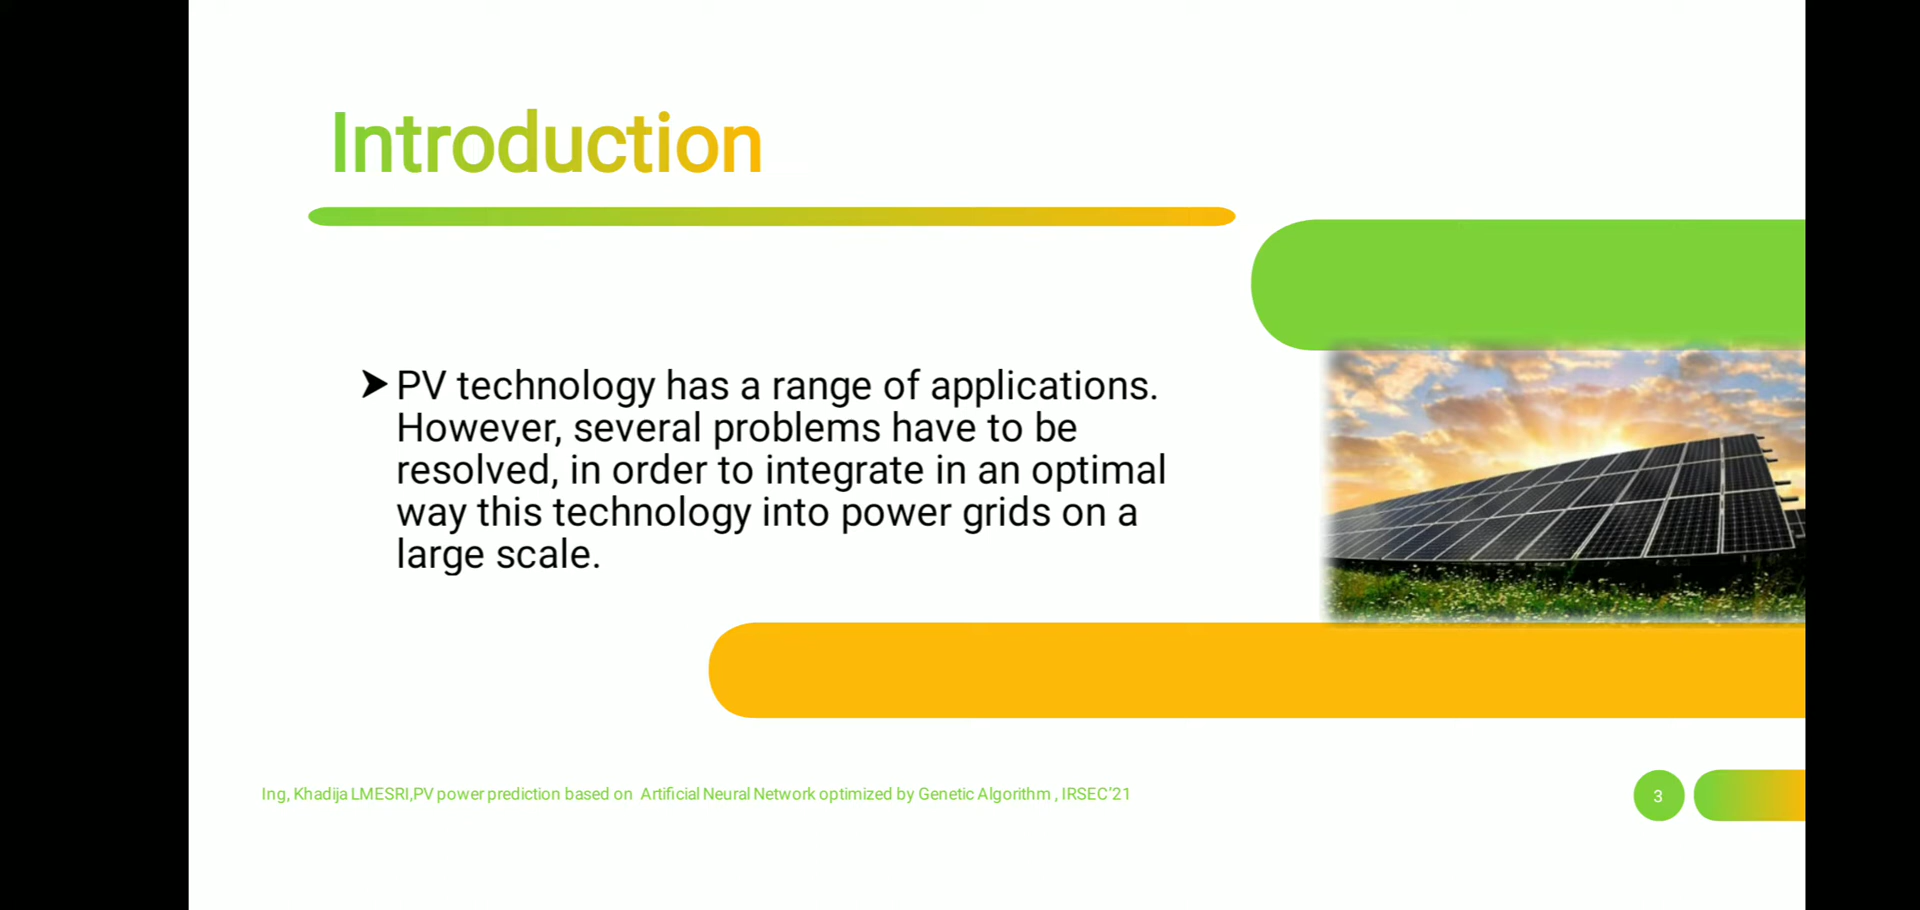 Introduction
➤PV technology has a range of applications.
However, several problems have to be
resolved, in order to integrate in an optimal
way this technology into power grids on a
large scale.
Ing, Khadija LMESRI,PV power prediction based on  Artificial Neural Network optimized by Genetic Algorithm , IRSEC’21
3